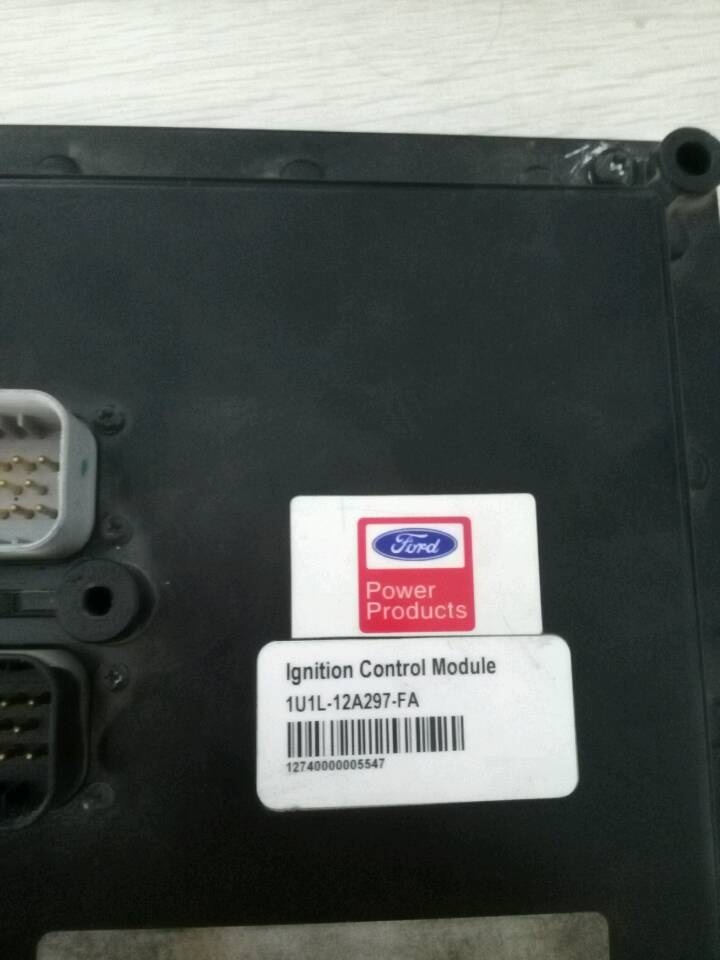 Ford
Power
Products
Ignition Control Module
1U1L-12A297-FA
12740000005547